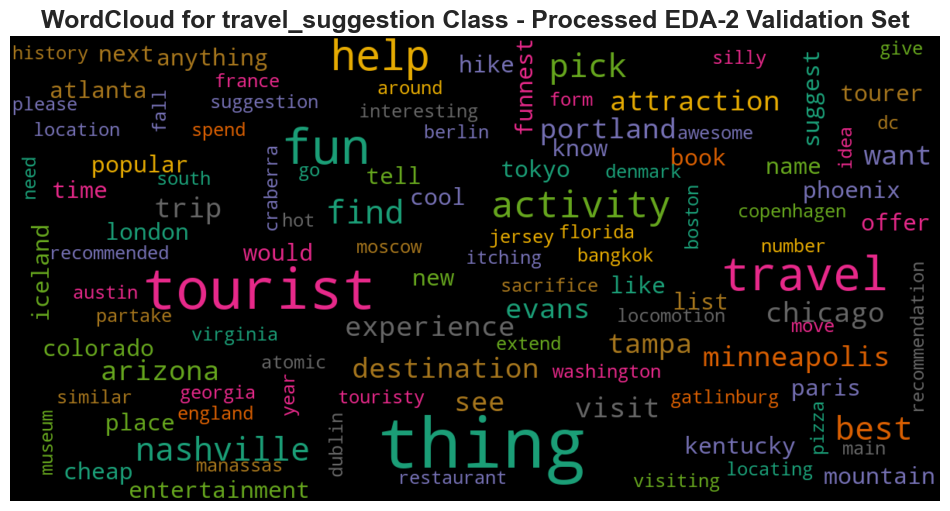 WordCloud for travel_suggestion Class - Processed EDA-2 Validation Set
history next anything help hike pick silly give
atlanta france around funnest suggest
please fall suggestion interesting form attraction tourer
location spend fun berlin portland awesome dc
need popular craberra go tell know book name idea want
time south cool tokyo denmark phoenix
trip hot find activity boston copenhagen offer
iceland london jersey florida
recommended would moscow itching bangkok number
austin tourist new sacrifice like travel recommendation
partake evans list
virginia experience locomotion chicago move
colorado atomic extend tampa minneapolis
arizona destination washington
similar georgia year touristy see visit gatlinburg paris
museum place england pizza best
nashville dublin thing kentucky main
cheap manassas restaurant locating mountain
entertainment visiting